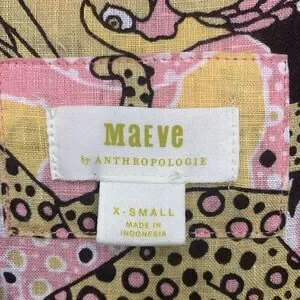 MaEVe
by ANTHROPOLOGIE
X-SMALL
MADE IN
INDONESIA